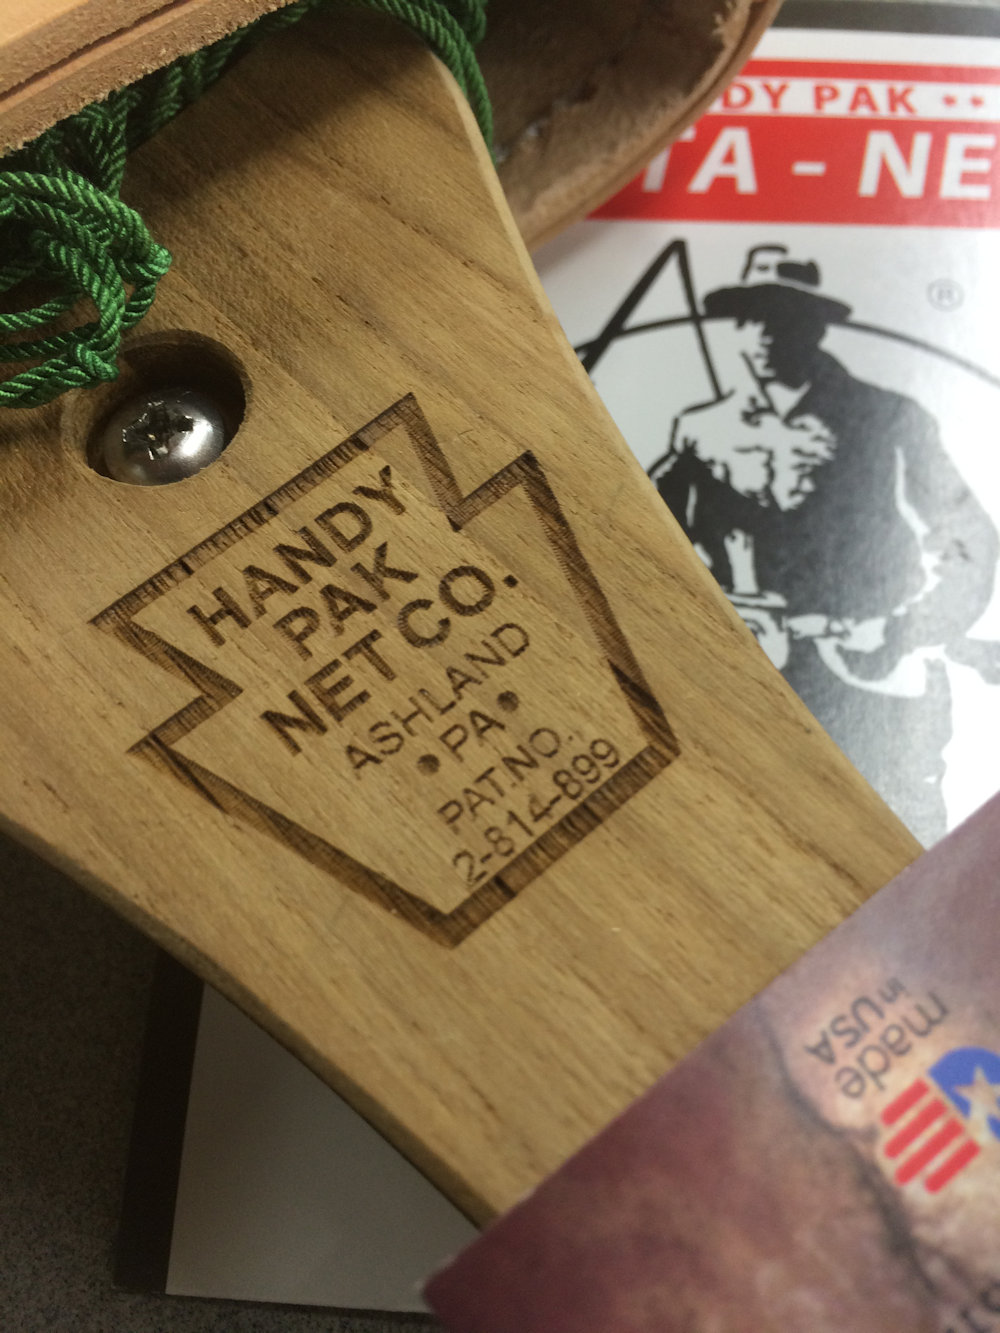 HANDY
PAK
NET CO.
ASHLAND
•PA•
PAT.NO.
2-814-899
DY PAK
TA - NE
®
made
in USA